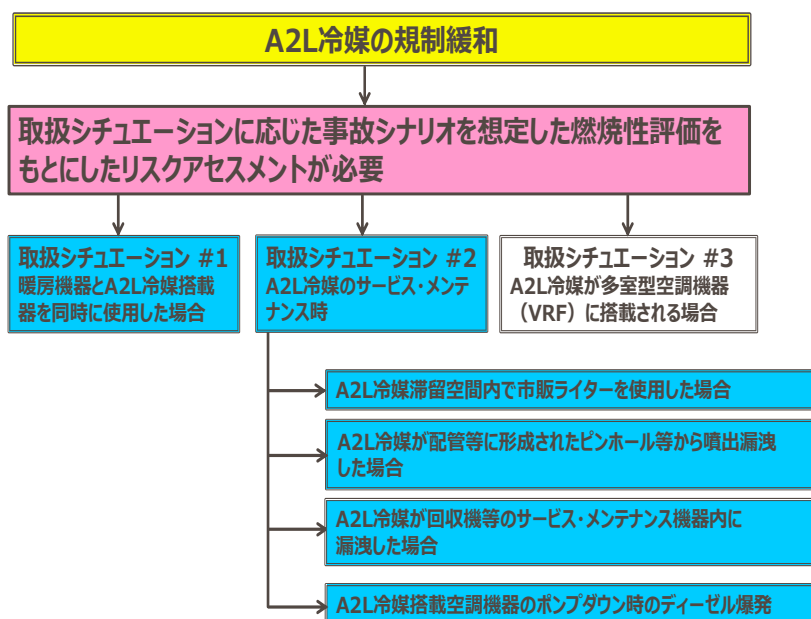 A2L冷媒の規制緩和
取扱シチュエーションに応じた事故シナリオを想定した燃焼性評価を
もとにしたリスクアセスメントが必要
取扱シチュエーション #1
暖房機器とA2L冷媒搭載
器を同時に使用した場合
取扱シチュエーション #2
A2L冷媒のサービス・メンテ
ナンス時
取扱シチュエーション #3
A2L冷媒が多室型空調機器
（VRF）に搭載される場合
A2L冷媒滞留空間内で市販ライターを使用した場合
A2L冷媒が配管等に形成されたピンホール等から噴出漏洩
した場合
A2L冷媒が回収機等のサービス・メンテナンス機器内に
漏洩した場合
A2L冷媒搭載空調機器のポンプダウン時のディーゼル爆発